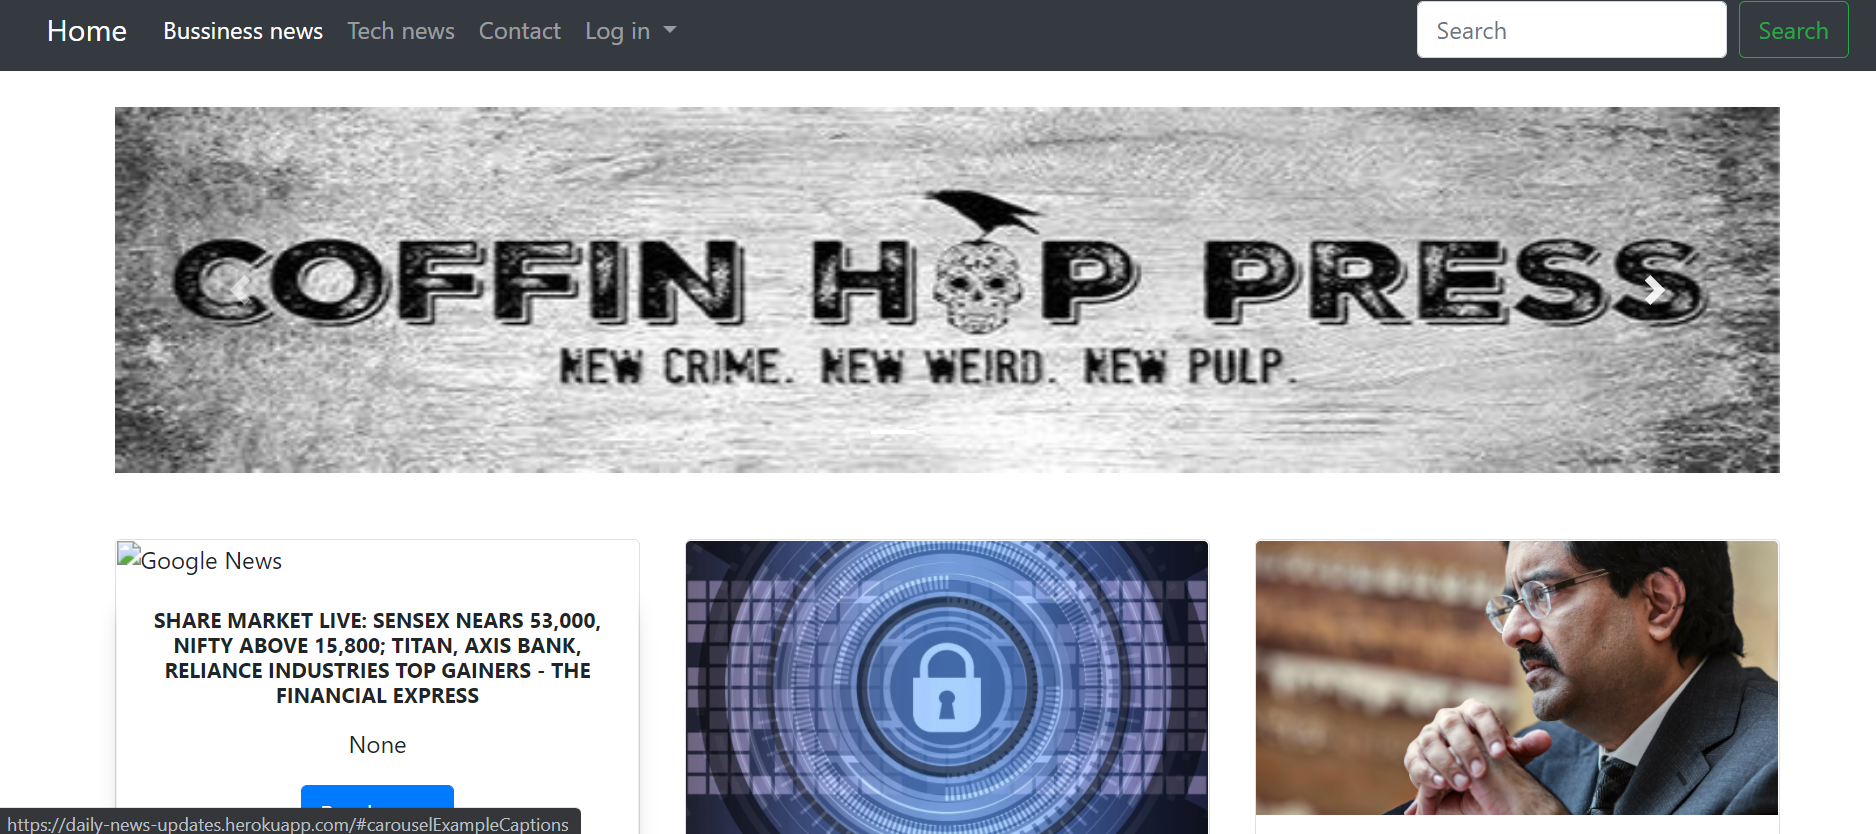 Home Bussiness news Tech news Contact Log in Search Search
COFFIN HOP PRESS
NEW CRIME. NEW WEIRD. NEW PULP.
Google News
SHARE MARKET LIVE: SENSEX NEARS 53,000,
NIFTY ABOVE 15,800; TITAN, AXIS BANK,
RELIANCE INDUSTRIES TOP GAINERS - THE
FINANCIAL EXPRESS
None
https://daily-news-updates.herokuapp.com/#carouselExampleCaptions